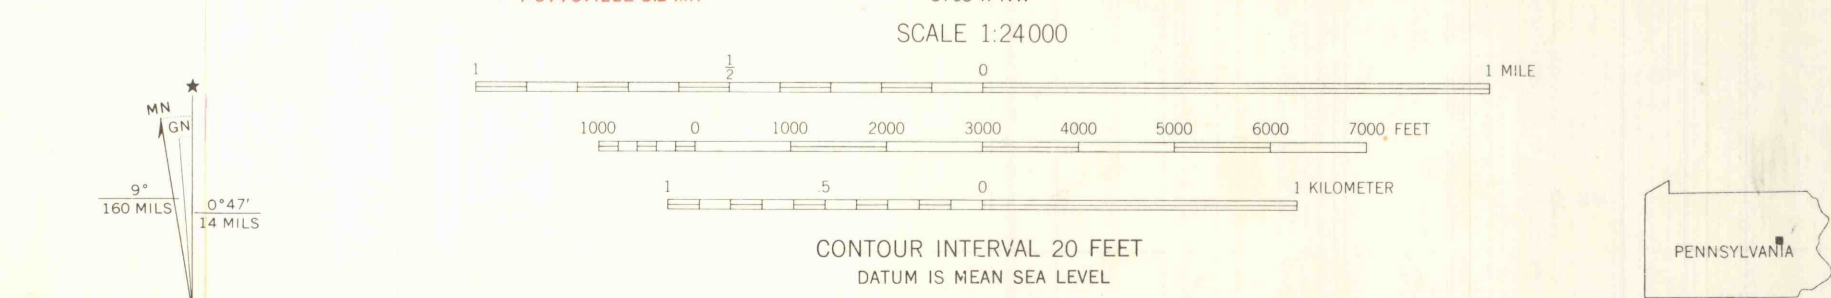 SCALE 1:24000
1 ½ 0 1 MILE
1000 0 1000 2000 3000 4000 5000 6000 7000 FEET
1 .5 0 1 KILOMETER
CONTOUR INTERVAL 20 FEET
DATUM IS MEAN SEA LEVEL
★
MN
GN
9°
160 MILS
0°47'
14 MILS
PENNSYLVANIA